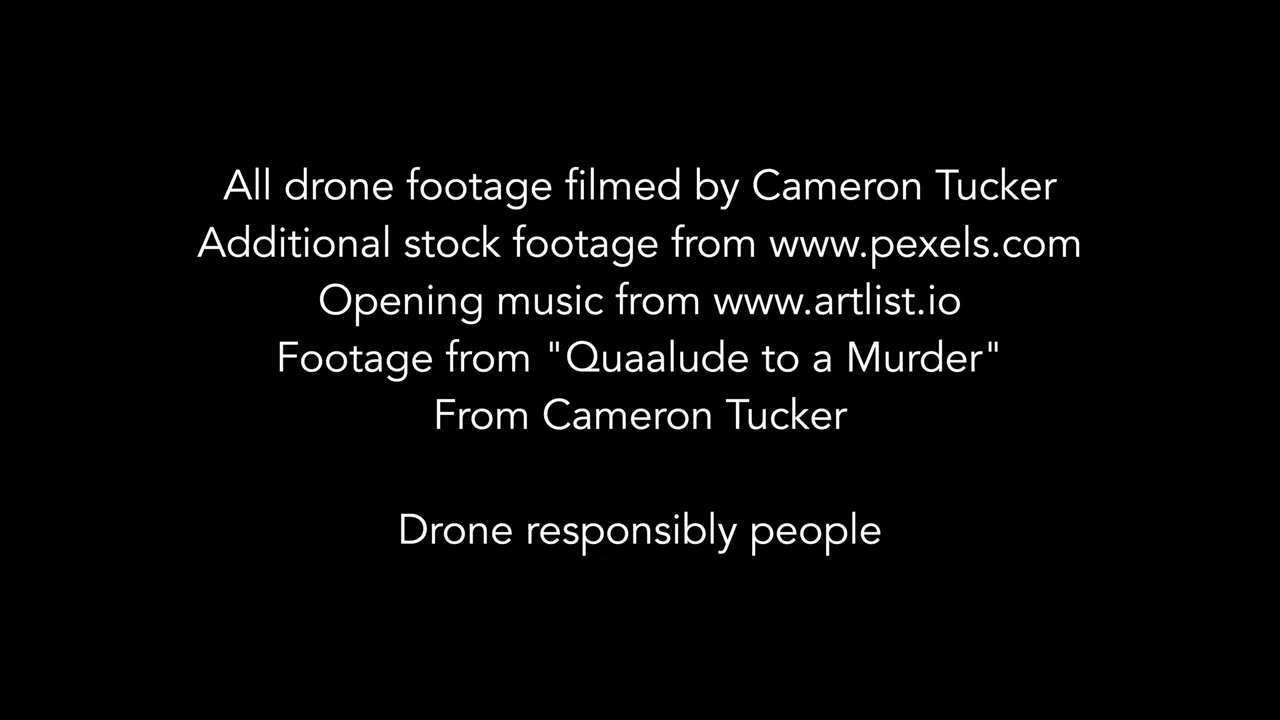 All drone footage filmed by Cameron Tucker
Additional stock footage from www.pexels.com
Opening music from www.artlist.io
Footage from "Quaalude to a Murder"
From Cameron Tucker
Drone responsibly people